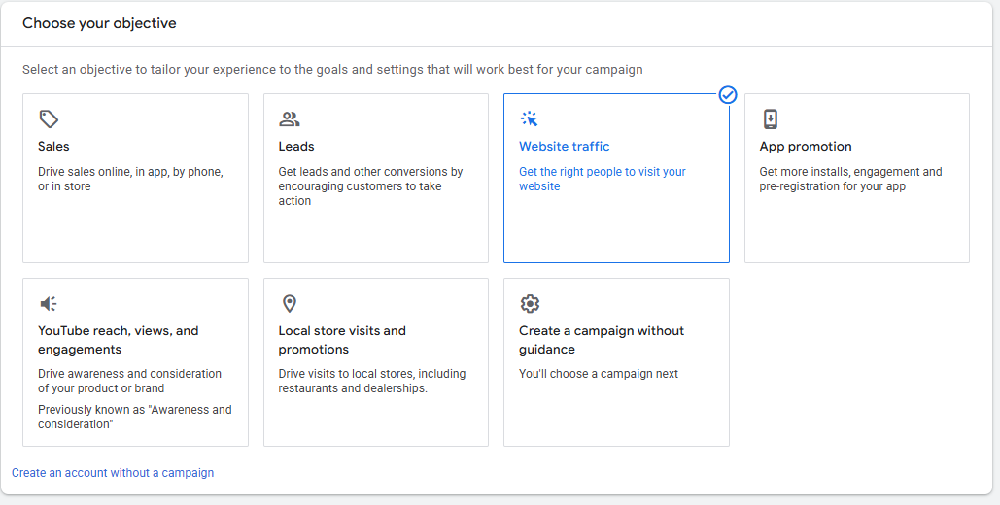 Choose your objective
Select an objective to tailor your experience to the goals and settings that will work best for your campaign
Sales
Drive sales online, in app, by phone,
or in store
Leads
Get leads and other conversions by
encouraging customers to take
action
Website traffic
Get the right people to visit your
website
App promotion
Get more installs, engagement and
pre-registration for your app
YouTube reach, views, and
engagements
Drive awareness and consideration
of your product or brand
Previously known as "Awareness and
consideration"
Local store visits and
promotions
Drive visits to local stores, including
restaurants and dealerships.
Create a campaign without
guidance
You'll choose a campaign next
Create an account without a campaign